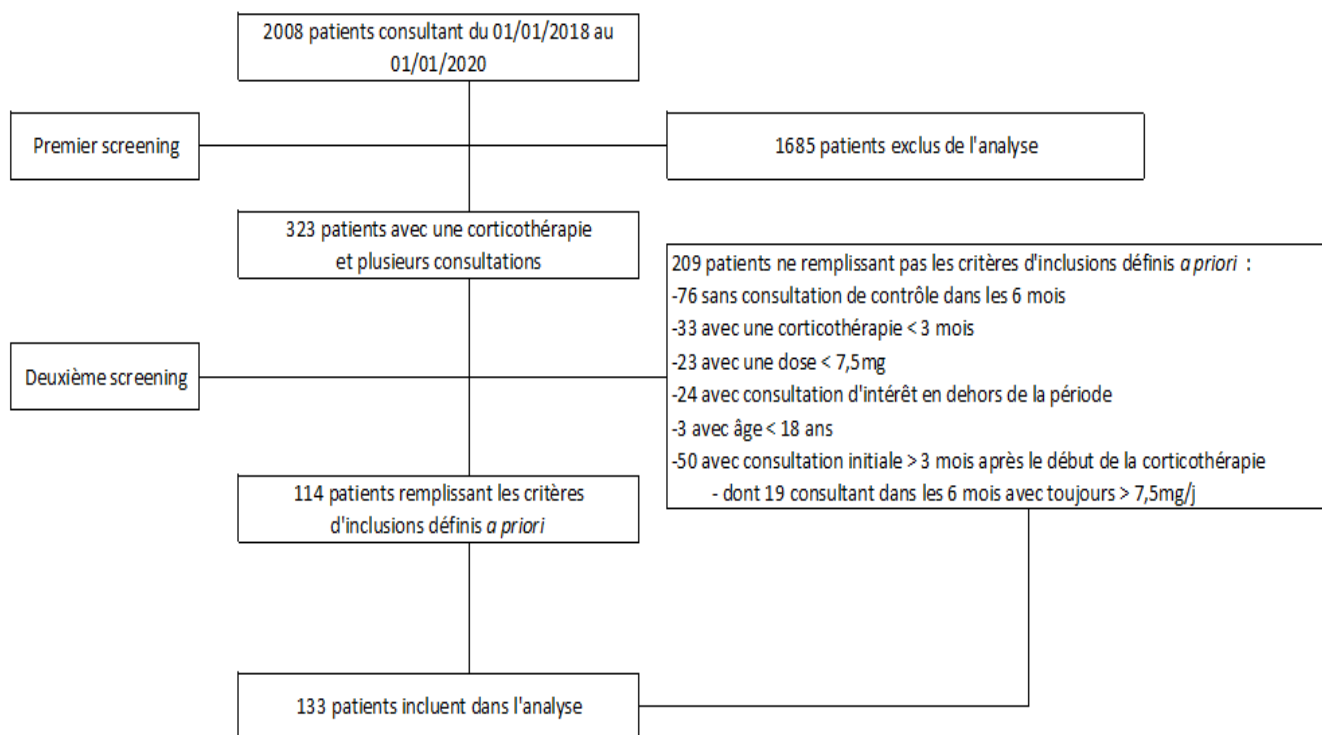 2008 patients consultant du 01/01/2018 au
01/01/2020
Premier screening
1685 patients exclus de l'analyse
323 patients avec une corticothérapie
et plusieurs consultations
209 patients ne remplissant pas les critères d'inclusions définis a priori :
-76 sans consultation de contrôle dans les 6 mois
-33 avec une corticothérapie < 3 mois
-23 avec une dose < 7,5mg
-24 avec consultation d'intérêt en dehors de la période
-3 avec âge < 18 ans
-50 avec consultation initiale > 3 mois après le début de la corticothérapie
- dont 19 consultant dans les 6 mois avec toujours > 7,5mg/j
Deuxième screening
114 patients remplissant les critères
d'inclusions définis a priori
133 patients incluent dans l'analyse